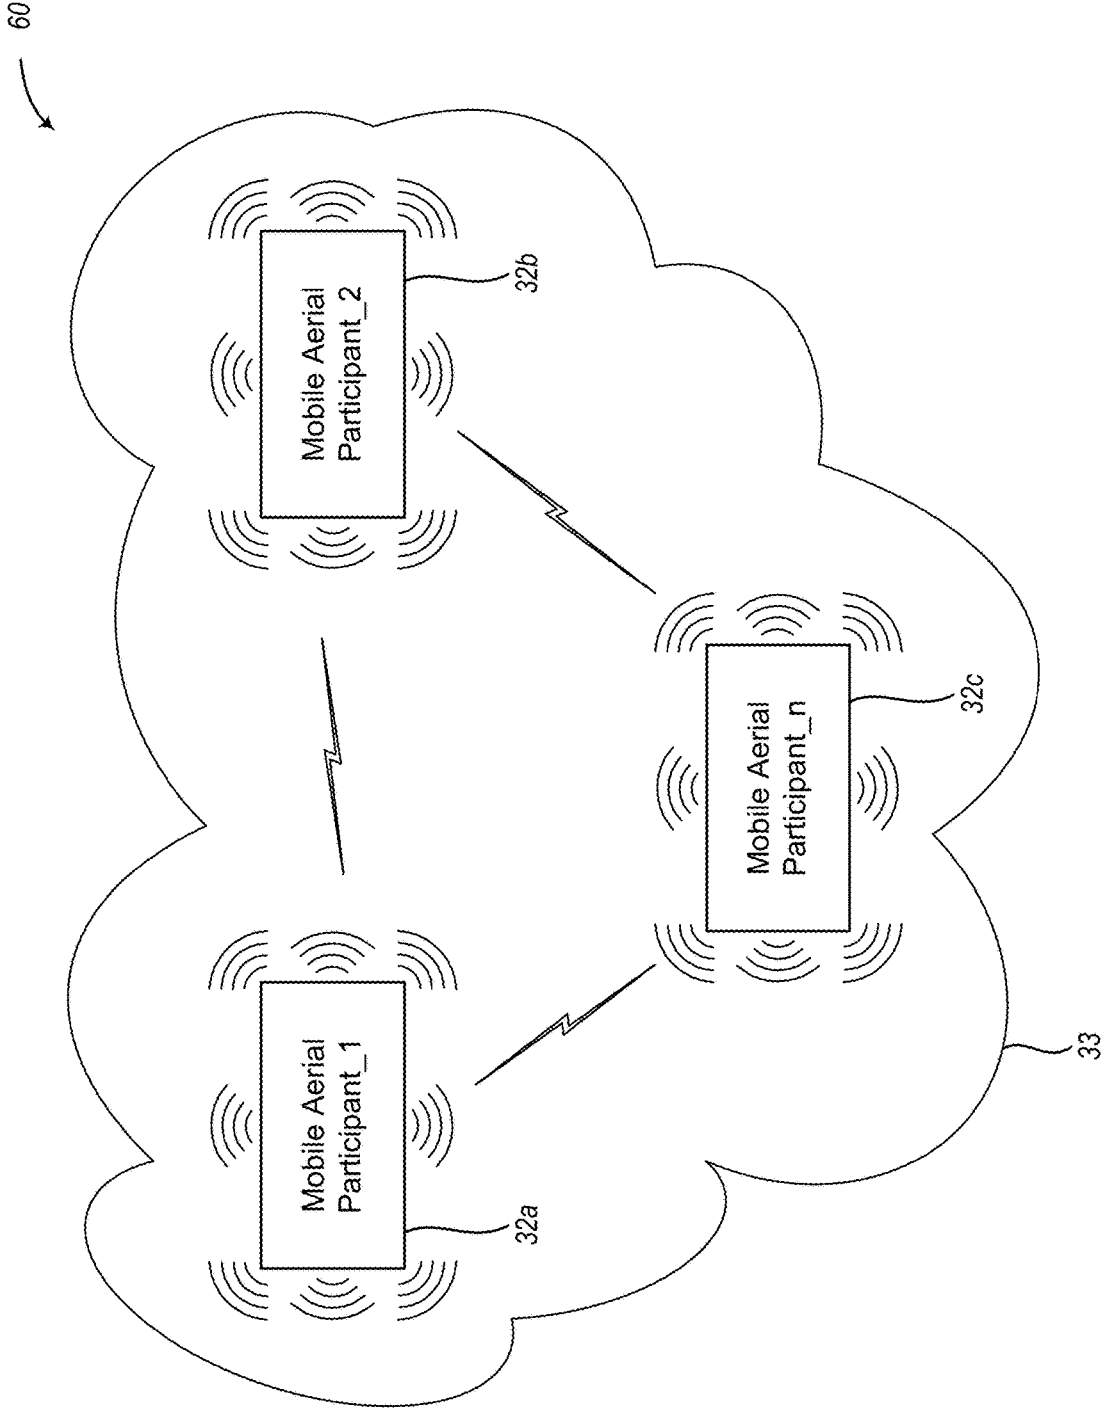 60
Mobile Aerial
Participant_1
32a
Mobile Aerial
Participant_2
32b
Mobile Aerial
Participant_n
32c
33